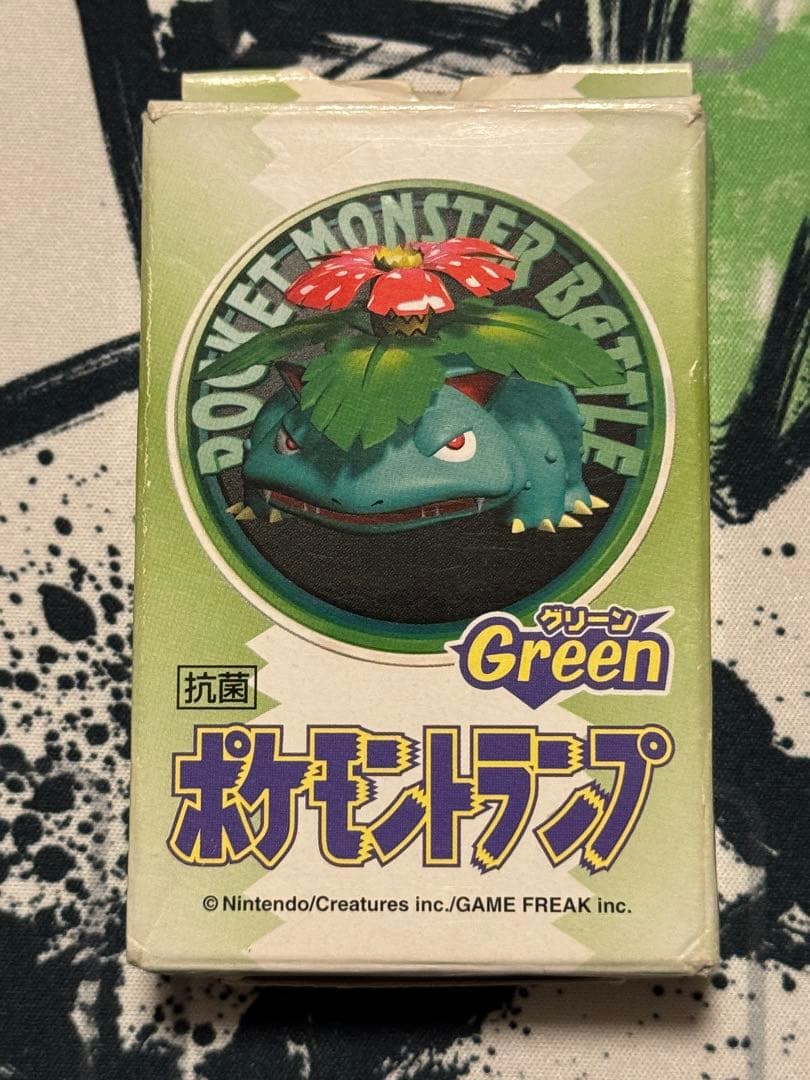 POCKET MONSTER BATTLE
グリーン
Green
抗菌
ポケモントランプ
© Nintendo/Creatures inc./GAME FREAK inc.